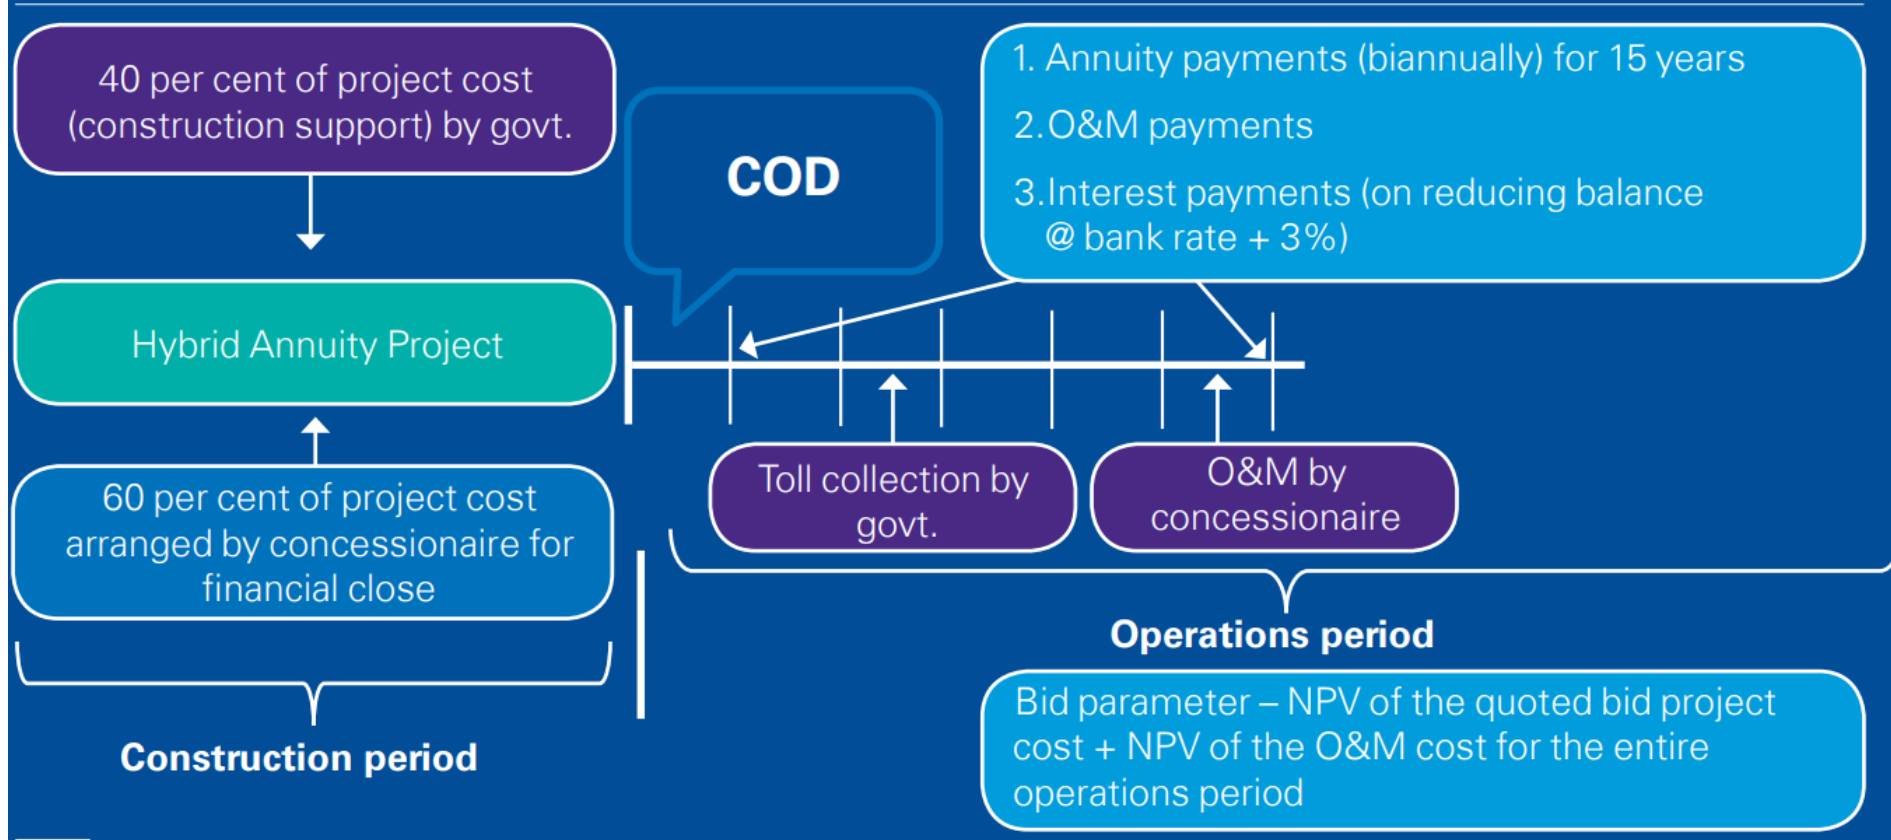 40 per cent of project cost
(construction support) by govt.
COD
1. Annuity payments (biannually) for 15 years
2.O&M payments
3.Interest payments (on reducing balance
@ bank rate + 3%)
Hybrid Annuity Project
60 per cent of project cost
arranged by concessionaire for
financial close
Toll collection by
govt.
O&M by
concessionaire
Construction period
Operations period
Bid parameter – NPV of the quoted bid project
cost + NPV of the O&M cost for the entire
operations period